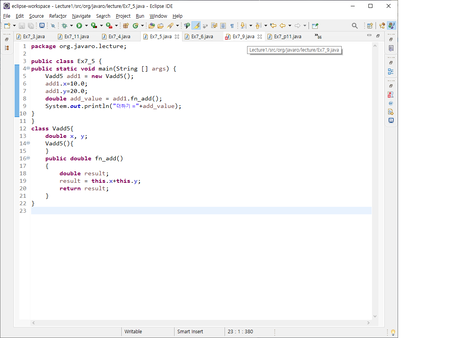 eclipse-workspace - Lecture1/src/org/javaro/lecture/Ex7_5.java - Eclipse IDE
File Edit Source Refactor Navigate Search Project Run Window Help
Ex7_3.java Ex7_11.java Ex7_4.java Ex7_5.java Ex7_6.java Ex7_9.java Ex7_p11.java
Lecture1/src/org/javaro/lecture/Ex7_9.java
1 package org.javaro.lecture;
2
3 public class Ex7_5 {
4 public static void main(String [] args) {
5 Vadd5 add1 = new Vadd5();
6 add1.x=10.0;
7 add1.y=20.0;
8 double add_value = add1.fn_add();
9 System.out.println("더하기 ="+add_value);
10 }
11 }
12 class Vadd5{
13 double x, y;
14 Vadd5(){
15 }
16 public double fn_add()
17 {
18 double result;
19 result = this.x+this.y;
20 return result;
21 }
22 }
23
Writable Smart Insert 23 : 1 : 380